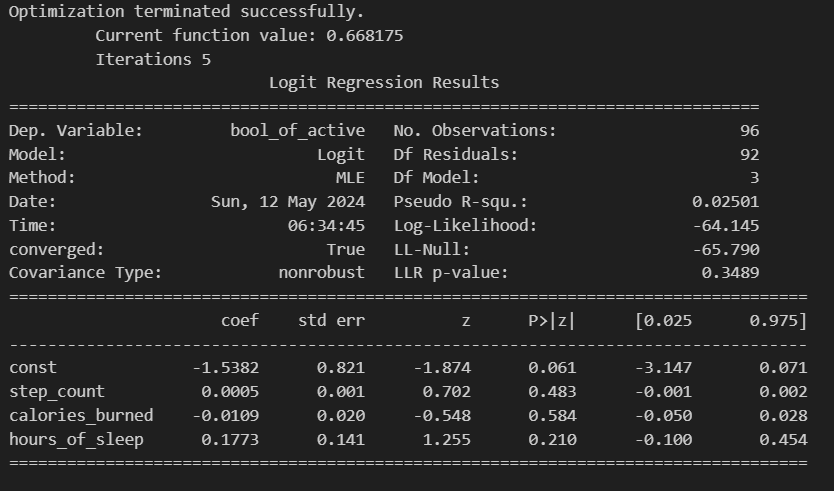 Optimization terminated successfully.
         Current function value: 0.668175
         Iterations 5
                           Logit Regression Results
==============================================================================
Dep. Variable:         bool_of_active   No. Observations:                   96
Model:                          Logit   Df Residuals:                       92
Method:                           MLE   Df Model:                            3
Date:                Sun, 12 May 2024   Pseudo R-squ.:                 0.02501
Time:                        06:34:45   Log-Likelihood:                -64.145
converged:                       True   LL-Null:                       -65.790
Covariance Type:            nonrobust   LLR p-value:                    0.3489
===================================================================================
                      coef    std err          z      P>|z|      [0.025      0.975]
-----------------------------------------------------------------------------------
const              -1.5382      0.821     -1.874      0.061      -3.147       0.071
step_count          0.0005      0.001      0.702      0.483      -0.001       0.002
calories_burned    -0.0109      0.020     -0.548      0.584      -0.050       0.028
hours_of_sleep      0.1773      0.141      1.255      0.210      -0.100       0.454
===================================================================================